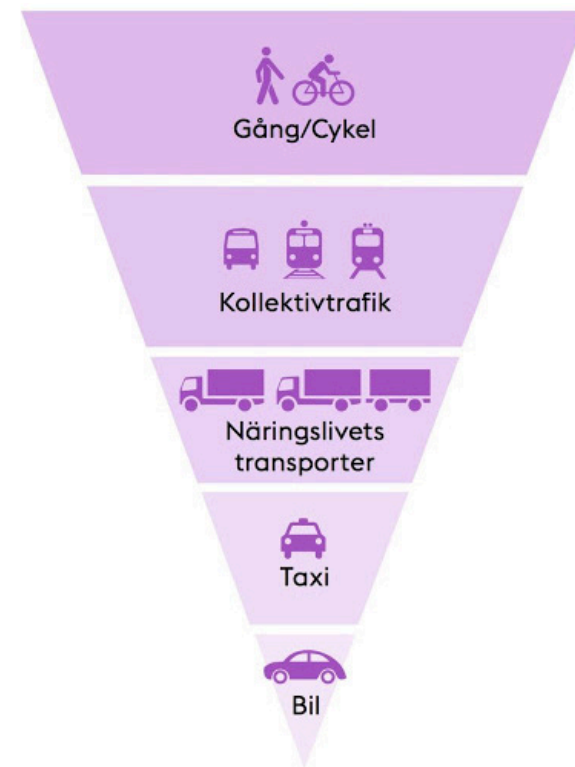 Gång/Cykel
Kollektivtrafik
Näringslivets
transporter
Taxi
Bil